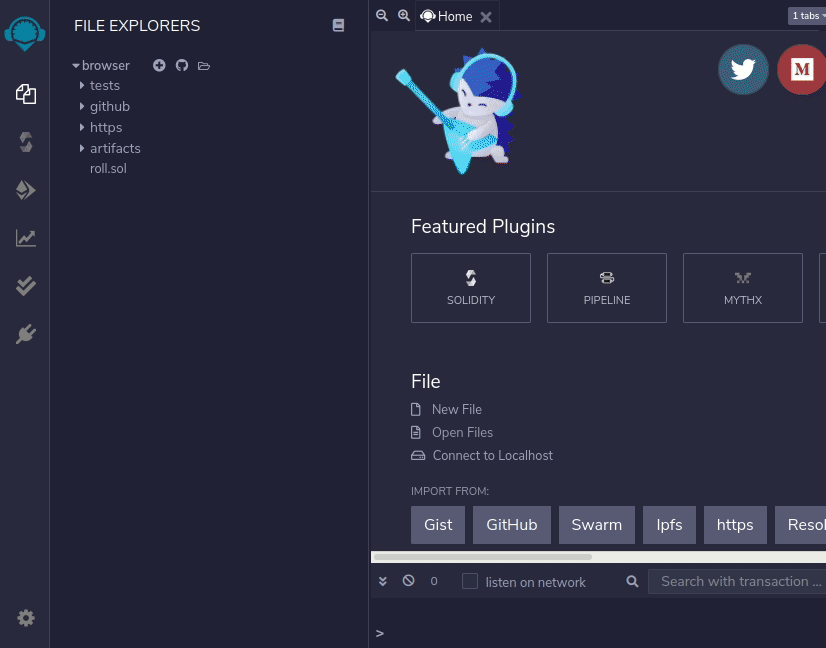 FILE EXPLORERS
browser
tests
github
https
artifacts
roll.sol
Home
1 tabs
M
Featured Plugins
SOLIDITY
PIPELINE
MYTHX
File
New File
Open Files
Connect to Localhost
IMPORT FROM:
Gist
GitHub
Swarm
Ipfs
https
Resol
0
listen on network
Search with transaction ...
>